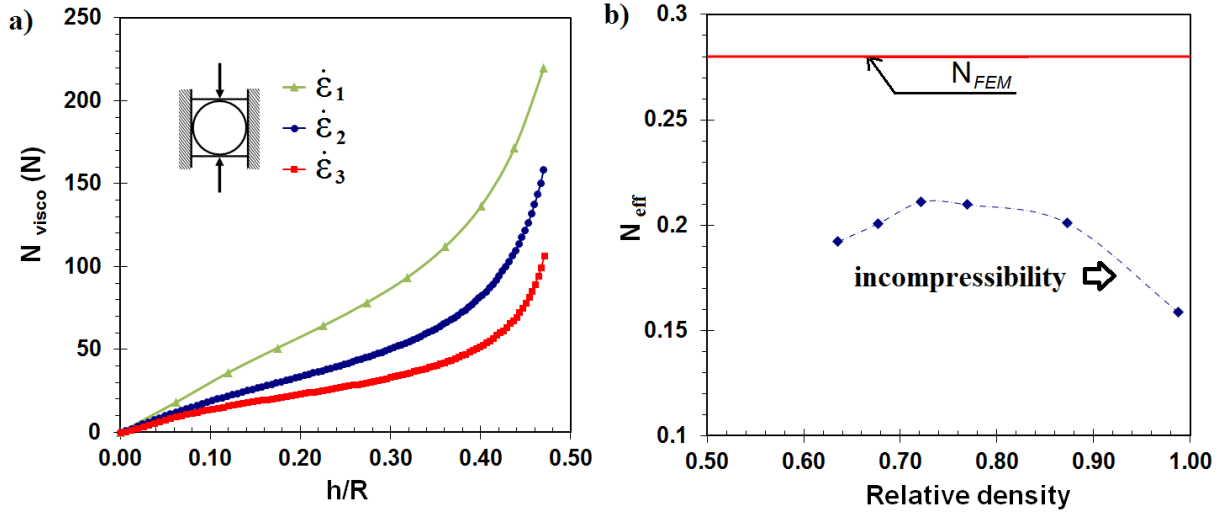 a)
N visco (N)
250
200
150
100
50
0
ε̇1
ε̇2
ε̇3
0.00 0.10 0.20 0.30 0.40 0.50
h/R
b)
Neff
0.3
0.25
0.2
0.15
0.1
NFEM
incompressibility
0.50 0.60 0.70 0.80 0.90 1.00
Relative density